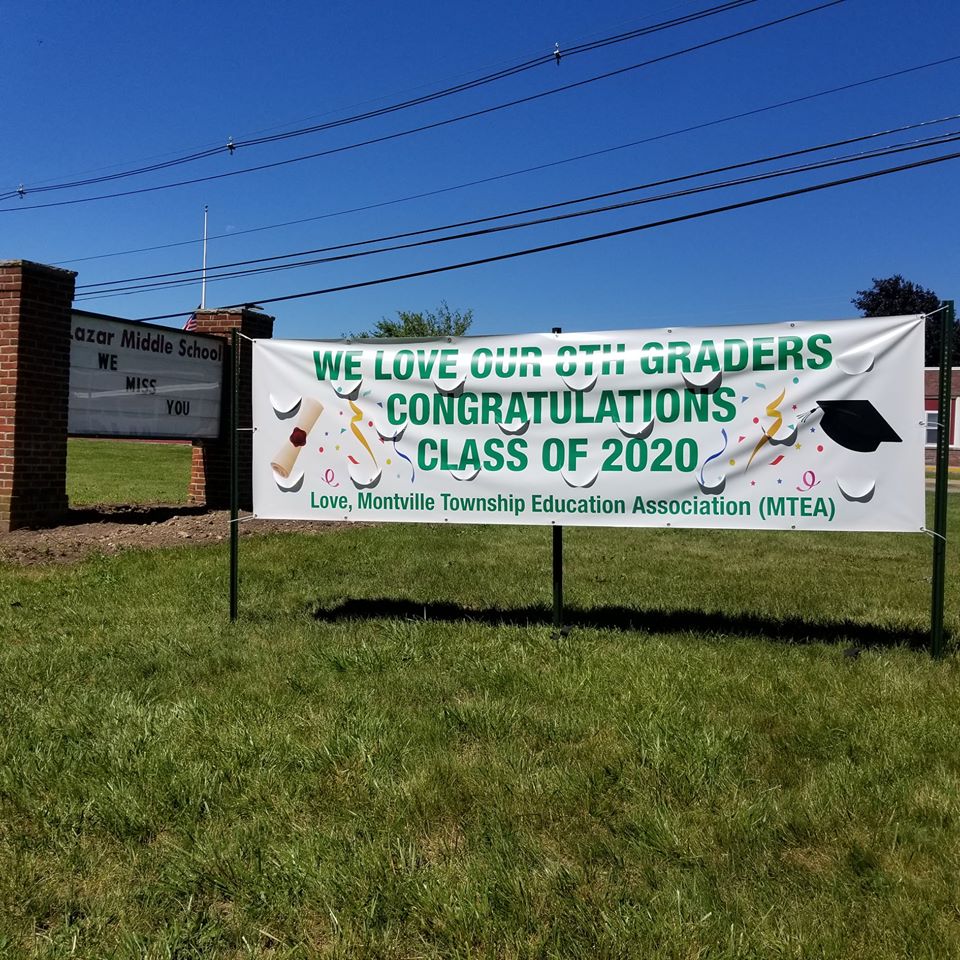 Lazar Middle School
WE
MISS
YOU
WE LOVE OUR 8TH GRADERS
CONGRATULATIONS
CLASS OF 2020
Love, Montville Township Education Association (MTEA)